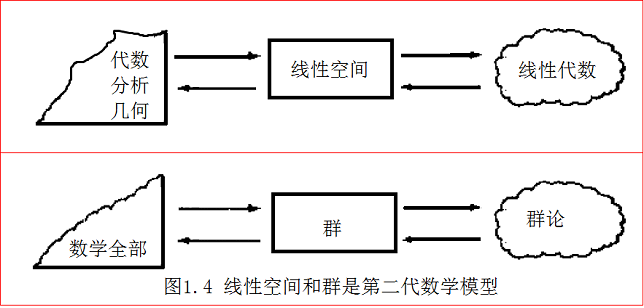 代数
分析
几何
线性空间
线性代数
数学全部
群
群论
图1.4 线性空间和群是第二代数学模型